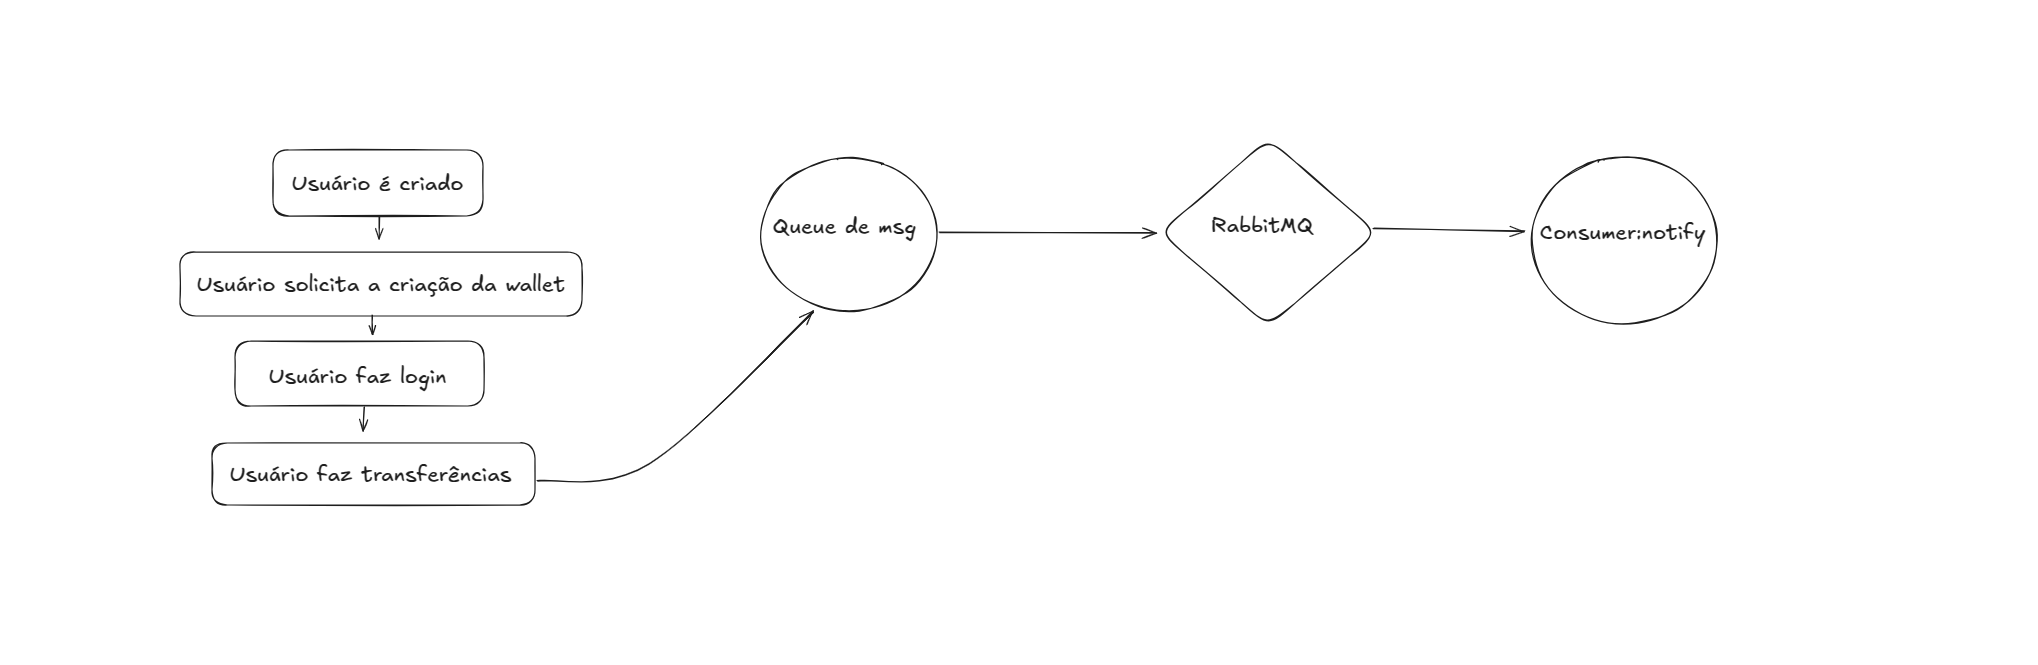 Usuário é criado
Usuário solicita a criação da wallet
Usuário faz login
Usuário faz transferências
Queue de msg
RabbitMQ
Consumer:notify